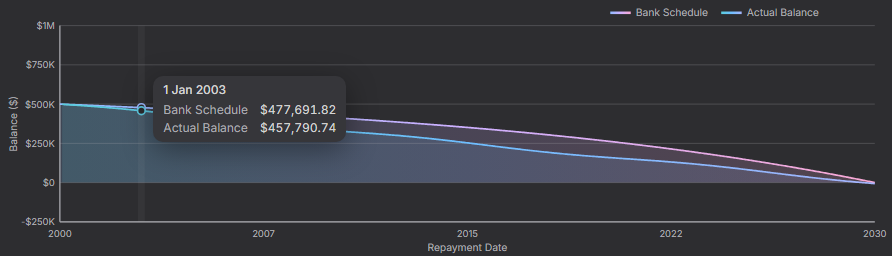 Bank Schedule Actual Balance
$1M
$750K
1 Jan 2003
$500K
Bank Schedule $477,691.82
Actual Balance $457,790.74
Balance ($)
$250K
$0
-$250K
2000 2007 2015 2022 2030
Repayment Date